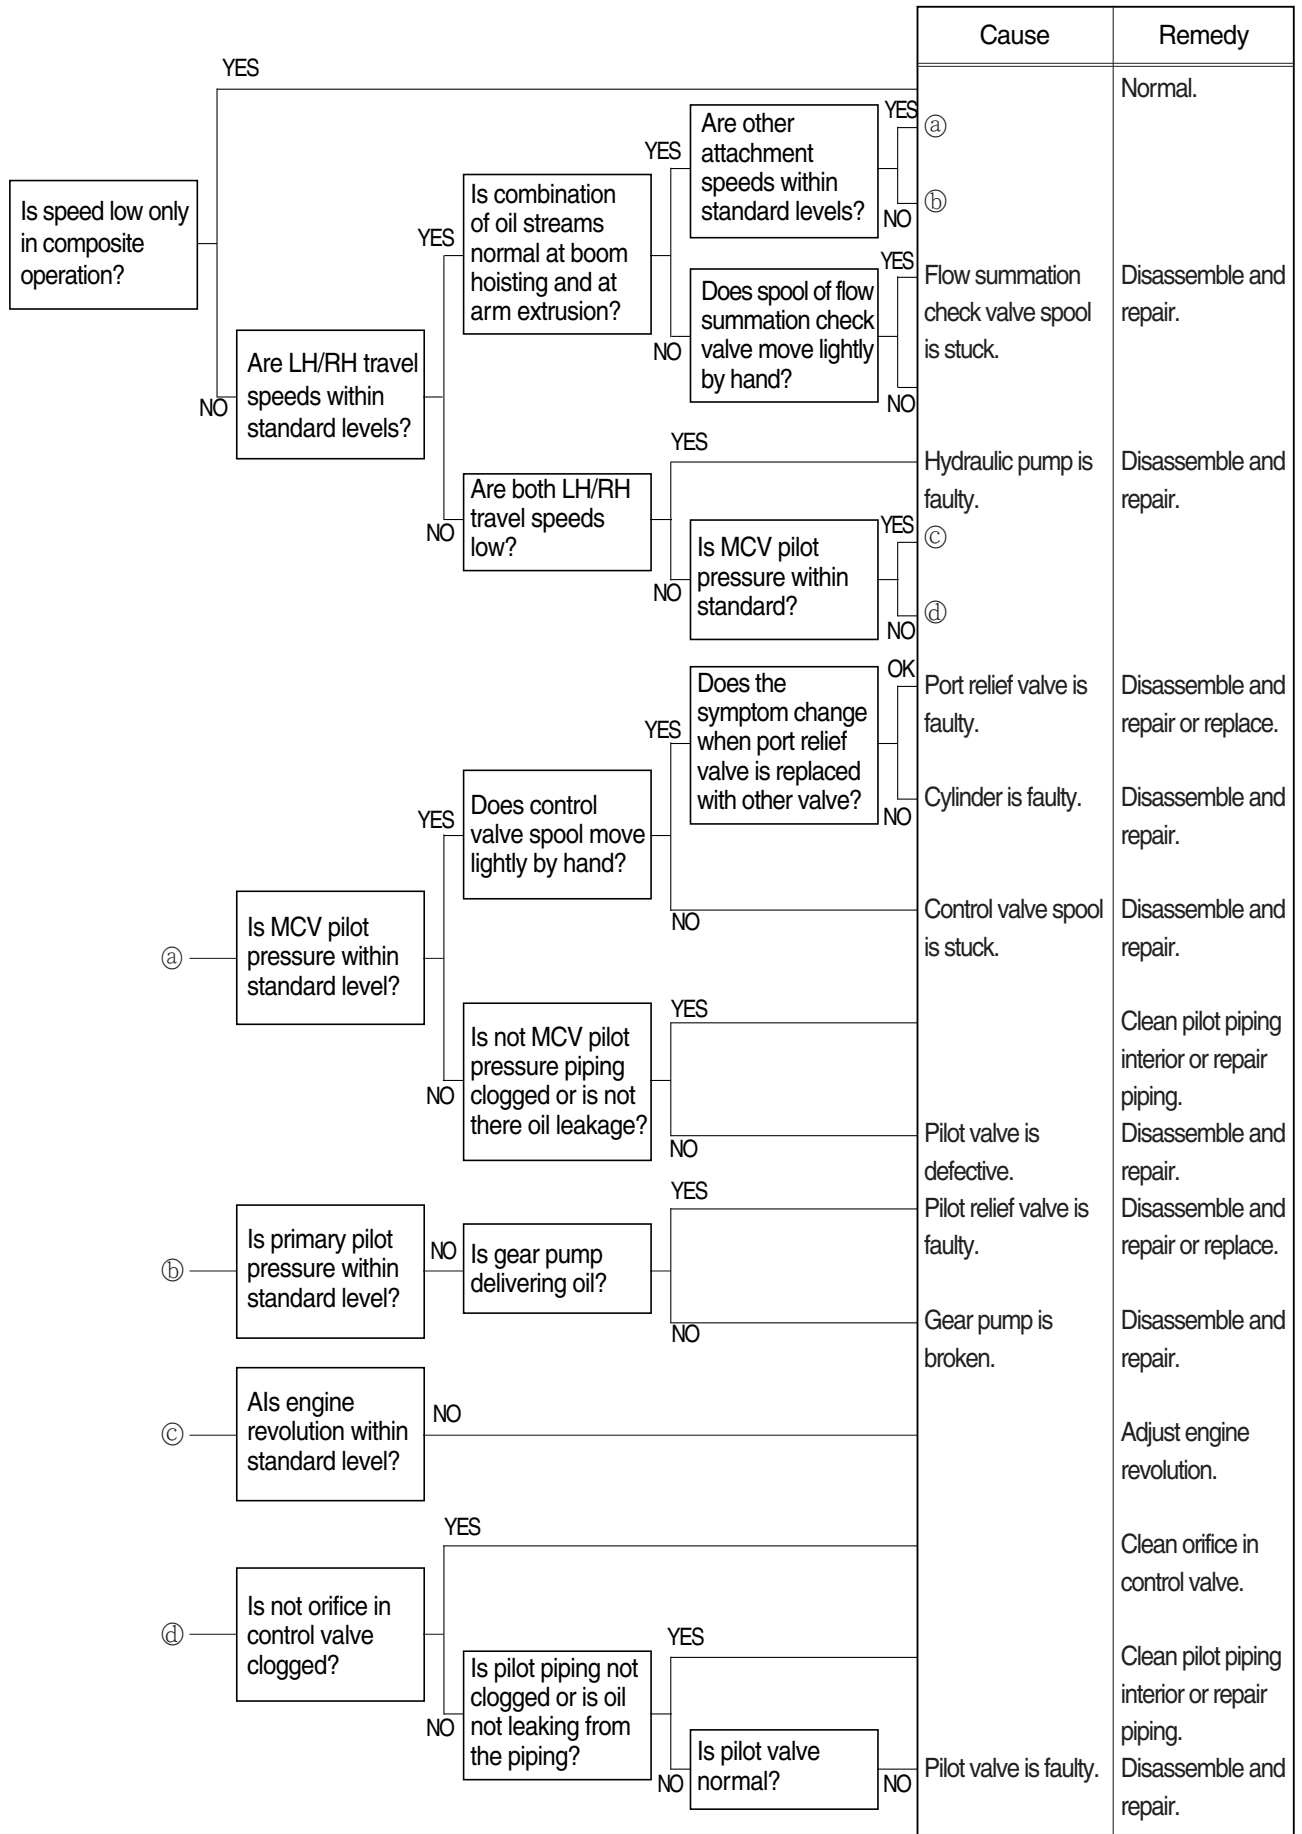 Cause
Remedy
YES
Normal.
Is speed low only
in composite
operation?
NO
Are LH/RH travel
speeds within
standard levels?
YES
Is combination
of oil streams
normal at boom
hoisting and at
arm extrusion?
YES
Are other
attachment
speeds within
standard levels?
YES
ⓐ
NO
ⓑ
NO
Does spool of flow
summation check
valve move lightly
by hand?
YES
NO
Flow summation
check valve spool
is stuck.
Disassemble and
repair.
NO
Are both LH/RH
travel speeds
low?
YES
Hydraulic pump is
faulty.
Disassemble and
repair.
NO
Is MCV pilot
pressure within
standard?
YES
ⓒ
NO
ⓓ
ⓐ
Is MCV pilot
pressure within
standard level?
YES
Does control
valve spool move
lightly by hand?
YES
Does the
symptom change
when port relief
valve is replaced
with other valve?
OK
Port relief valve is
faulty.
Disassemble and
repair or replace.
NO
Cylinder is faulty.
Disassemble and
repair.
NO
Control valve spool
is stuck.
Disassemble and
repair.
NO
Is not MCV pilot
pressure piping
clogged or is not
there oil leakage?
YES
Clean pilot piping
interior or repair
piping.
NO
Pilot valve is
defective.
Disassemble and
repair.
ⓑ
Is primary pilot
pressure within
standard level?
NO
Is gear pump
delivering oil?
YES
Pilot relief valve is
faulty.
Disassemble and
repair or replace.
NO
Gear pump is
broken.
Disassemble and
repair.
ⓒ
AIs engine
revolution within
standard level?
NO
Adjust engine
revolution.
ⓓ
Is not orifice in
control valve
clogged?
YES
Clean orifice in
control valve.
NO
Is pilot piping not
clogged or is oil
not leaking from
the piping?
YES
Clean pilot piping
interior or repair
piping.
NO
Is pilot valve
normal?
NO
Pilot valve is faulty.
Disassemble and
repair.